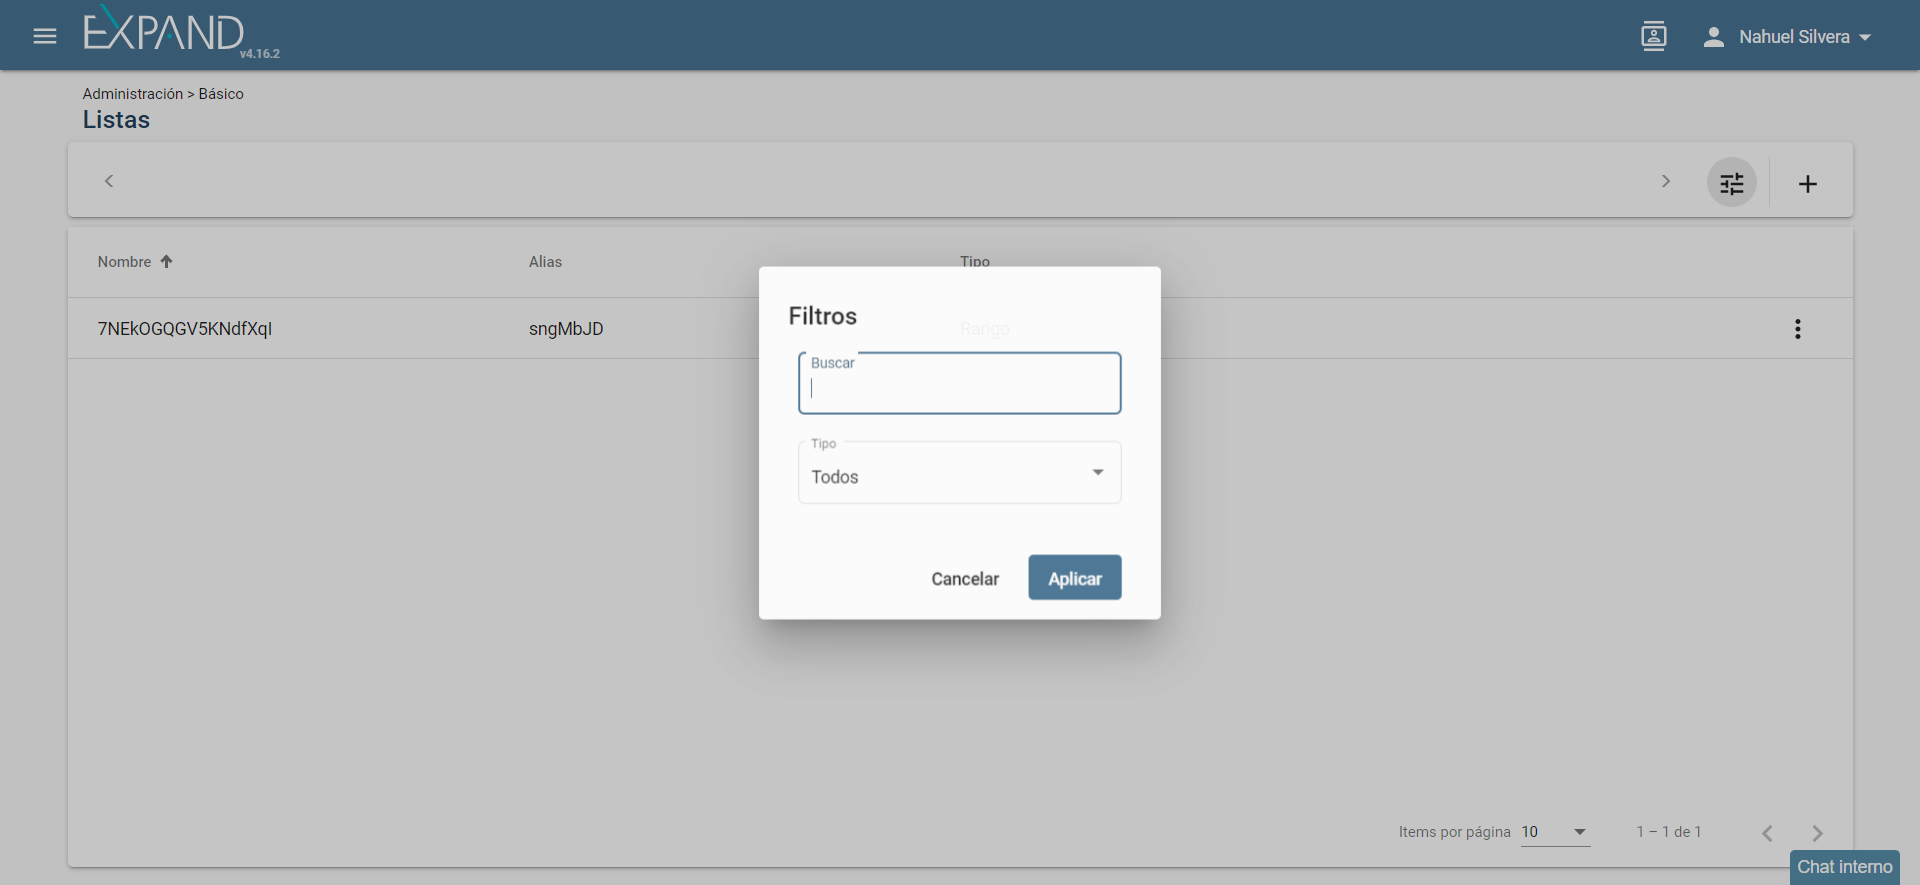 EXPAND
v4.16.2
Nahuel Silvera
Administración > Básico
Listas
Nombre Alias Tipo
7NEkOGQGV5KNdfXqI sngMbJD Rango
Filtros
Buscar
Tipo
Todos
Cancelar Aplicar
Items por página 10 1 – 1 de 1
Chat interno